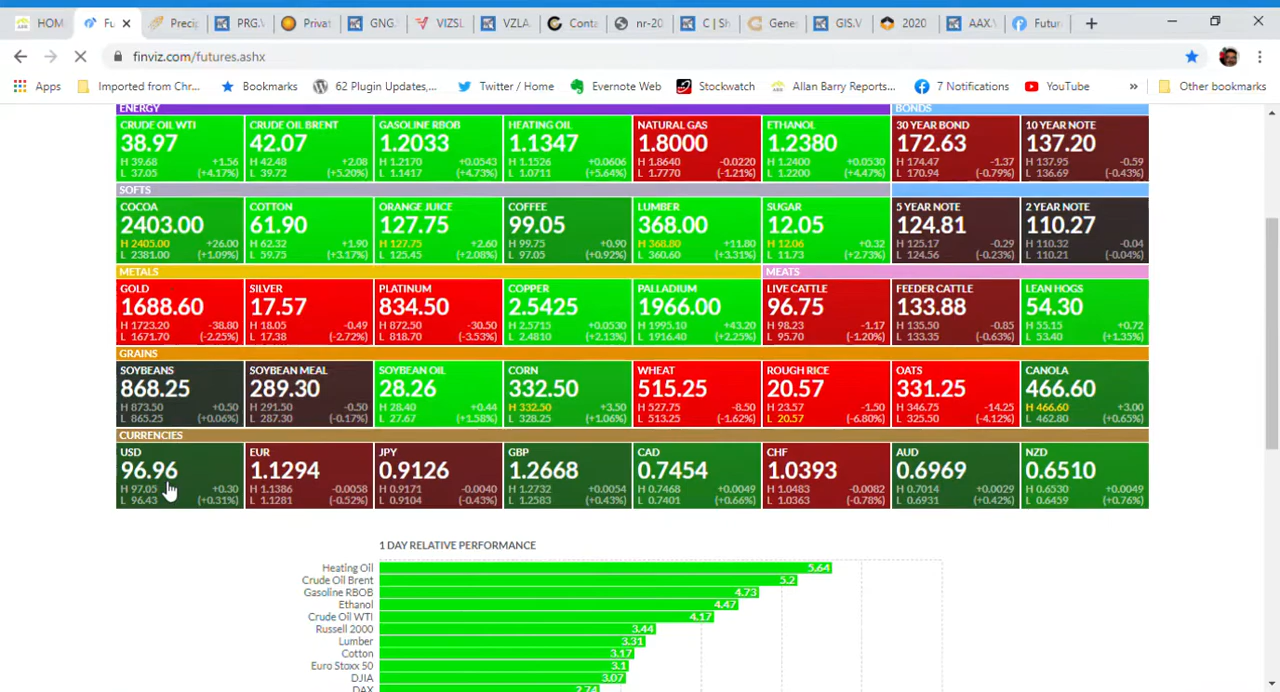 HOM
Fu
Precip
PRG.V
Privat
GNG.
VIZSL
VZLA
Conta
nr-20
C | Sh
Gene
GIS.V
2020
AAX.V
Futur
finviz.com/futures.ashx
Apps
Imported from Chr...
Bookmarks
62 Plugin Updates,...
Twitter / Home
Evernote Web
Stockwatch
Allan Barry Reports...
7 Notifications
YouTube
»
Other bookmarks
ENERGY
BONDS
CRUDE OIL WTI
38.97
H 39.68 +1.56
L 37.05 (+4.17%)
CRUDE OIL BRENT
42.07
H 42.48 +2.08
L 39.72 (+5.20%)
GASOLINE RBOB
1.2033
H 1.2170 +0.0543
L 1.1417 (+4.73%)
HEATING OIL
1.1347
H 1.1526 +0.0606
L 1.0711 (+5.64%)
NATURAL GAS
1.8000
H 1.8640 -0.0220
L 1.7770 (-1.21%)
ETHANOL
1.2380
H 1.2400 +0.0530
L 1.2200 (+4.47%)
30 YEAR BOND
172.63
H 174.47 -1.37
L 170.94 (-0.79%)
10 YEAR NOTE
137.20
H 137.95 -0.59
L 136.69 (-0.43%)
SOFTS
COCOA
2403.00
H 2405.00 +26.00
L 2381.00 (+1.09%)
COTTON
61.90
H 62.32 +1.90
L 59.75 (+3.17%)
ORANGE JUICE
127.75
H 127.75 +2.60
L 125.45 (+2.08%)
COFFEE
99.05
H 99.75 +0.90
L 97.05 (+0.92%)
LUMBER
368.00
H 368.80 +11.80
L 360.60 (+3.31%)
SUGAR
12.05
H 12.06 +0.32
L 11.73 (+2.73%)
5 YEAR NOTE
124.81
H 125.17 -0.29
L 124.56 (-0.23%)
2 YEAR NOTE
110.27
H 110.32 -0.04
L 110.21 (-0.04%)
METALS
MEATS
GOLD
1688.60
H 1723.20 -38.80
L 1671.70 (-2.25%)
SILVER
17.57
H 18.05 -0.49
L 17.38 (-2.72%)
PLATINUM
834.50
H 872.50 -30.50
L 818.70 (-3.53%)
COPPER
2.5425
H 2.5715 +0.0530
L 2.4810 (+2.13%)
PALLADIUM
1966.00
H 1995.10 +43.20
L 1916.40 (+2.25%)
LIVE CATTLE
96.75
H 98.23 -1.17
L 95.70 (-1.20%)
FEEDER CATTLE
133.88
H 135.50 -0.85
L 133.35 (-0.63%)
LEAN HOGS
54.30
H 55.15 +0.72
L 53.40 (+1.35%)
GRAINS
SOYBEANS
868.25
H 873.50 +0.50
L 865.25 (+0.06%)
SOYBEAN MEAL
289.30
H 291.50 -0.50
L 287.30 (-0.17%)
SOYBEAN OIL
28.26
H 28.40 +0.44
L 27.67 (+1.58%)
CORN
332.50
H 332.50 +3.50
L 328.25 (+1.06%)
WHEAT
515.25
H 527.75 -8.50
L 513.25 (-1.62%)
ROUGH RICE
20.57
H 23.57 -1.50
L 20.57 (-6.80%)
OATS
331.25
H 346.75 -14.25
L 325.50 (-4.12%)
CANOLA
466.60
H 466.60 +3.00
L 462.80 (+0.65%)
CURRENCIES
USD
96.96
H 97.05 +0.30
L 96.43 (+0.31%)
EUR
1.1294
H 1.1386 -0.0058
L 1.1281 (-0.52%)
JPY
0.9126
H 0.9171 -0.0040
L 0.9104 (-0.43%)
GBP
1.2668
H 1.2732 +0.0054
L 1.2583 (+0.43%)
CAD
0.7454
H 0.7468 +0.0049
L 0.7401 (+0.66%)
CHF
1.0393
H 1.0483 -0.0082
L 1.0363 (-0.78%)
AUD
0.6969
H 0.7014 +0.0029
L 0.6931 (+0.42%)
NZD
0.6510
H 0.6530 +0.0049
L 0.6459 (+0.76%)
1 DAY RELATIVE PERFORMANCE
Heating Oil 5.64
Crude Oil Brent 5.2
Gasoline RBOB 4.73
Ethanol 4.47
Crude Oil WTI 4.17
Russell 2000 3.44
Lumber 3.31
Cotton 3.17
Euro Stoxx 50 3.1
DJIA 3.07
DAX 2.74